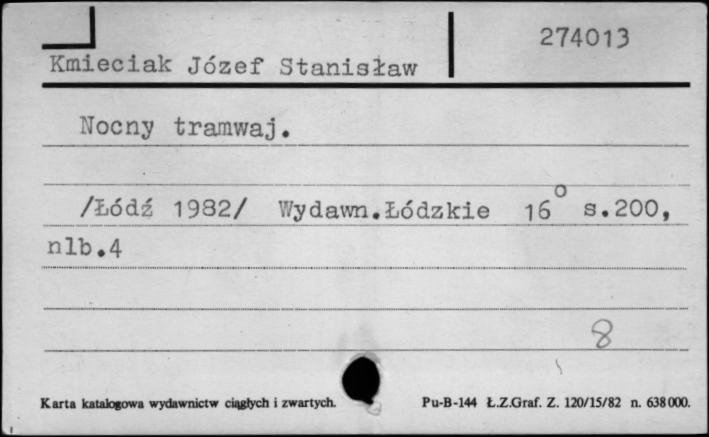 274013
Kmieciak Józef Stanisław
Nocny tramwaj.
/Łódź 1982/ Wydawn.Łódzkie 16° s.200,
nlb.4
8
Karta katalogowa wydawnictw ciągłych i zwartych. Pu-B-144 Ł.Z.Graf. Z. 120/15/82 n. 638000.